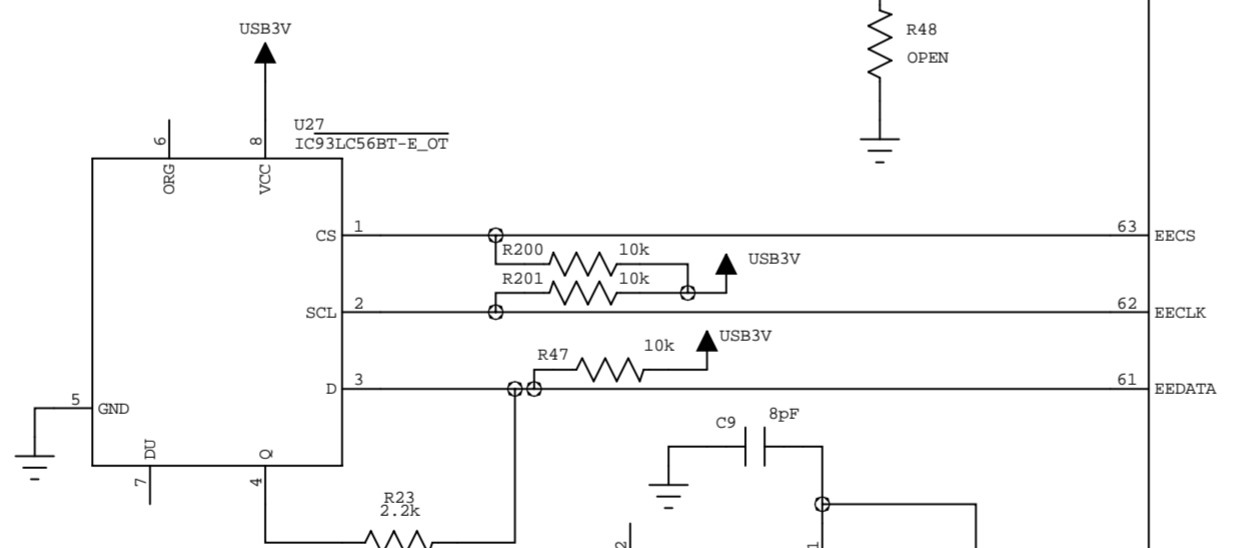 USB3V
R48
OPEN
U27
IC93LC56BT-E_OT
6
8
ORG
VCC
CS
1
63
EECS
R200
10k
USB3V
R201
10k
SCL
2
62
EECLK
USB3V
R47
10k
D
3
61
EEDATA
5
GND
C9
8pF
DU
Q
7
4
R23
2.2k
2
1